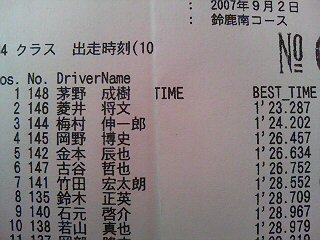 : 2007年9月2日
: 鈴鹿南コース
4 クラス 出走時刻(10
No
os. No. DriverName TIME BEST_TIME
1 148 茅野 成樹 1'23.287
2 146 菱井 将文 1'24.202
3 144 梅村 伸一郎 1'26.356
4 145 岡野 博史 1'26.457
5 142 金本 辰也 1'26.634
6 147 古谷 哲也 1'26.752
7 141 竹田 宏太朗 1'28.552
8 135 鈴木 正英 1'28.709
9 140 石元 啓介 1'28.967
10 138 若山 真也 1'28.979